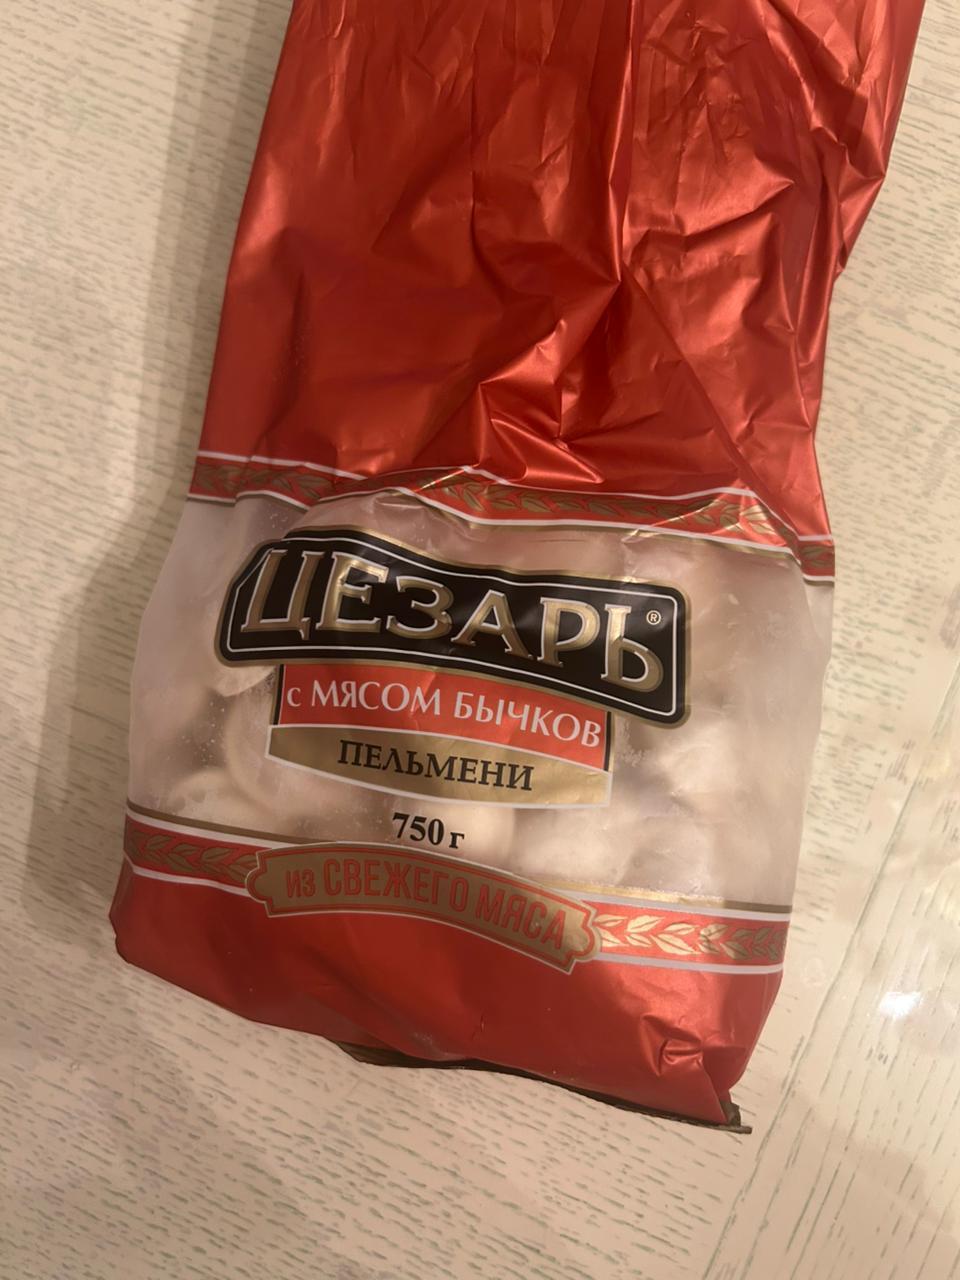 ЦЕЗАРЬ®
с МЯСОМ БЫЧКОВ
ПЕЛЬМЕНИ
750 г
из СВЕЖЕГО МЯСА